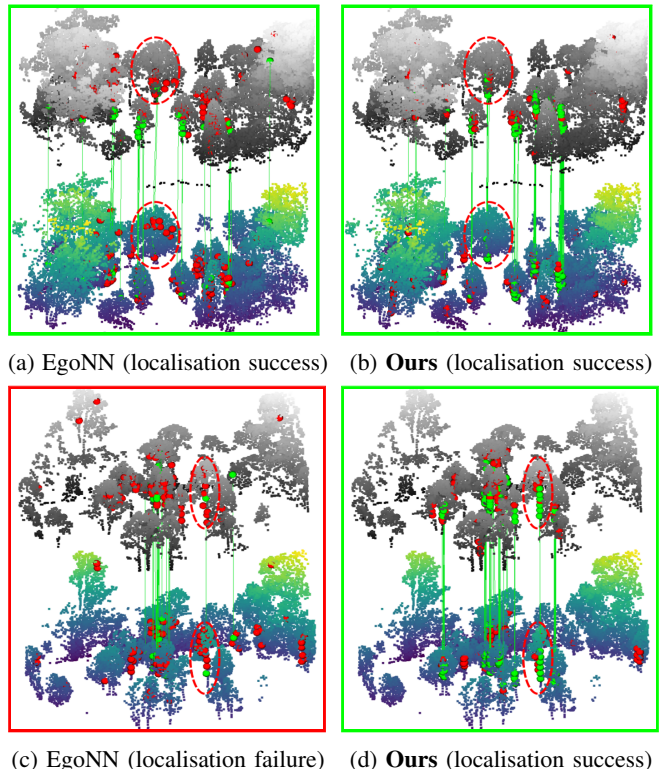 (a) EgoNN (localisation success) (b) Ours (localisation success)
(c) EgoNN (localisation failure) (d) Ours (localisation success)